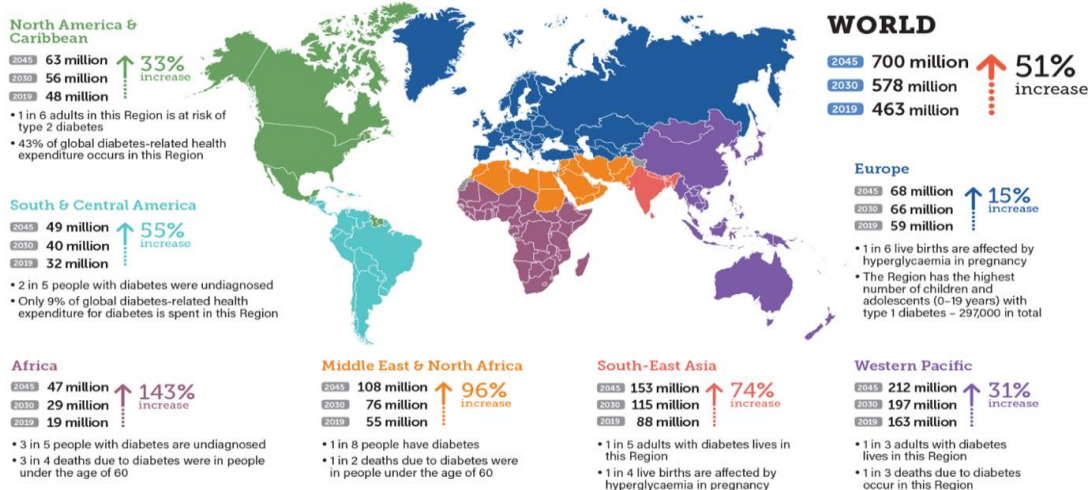 North America &
Caribbean
2045 63 million
2030 56 million
2019 48 million
33%
increase
• 1 in 6 adults in this Region is at risk of
type 2 diabetes
• 43% of global diabetes-related health
expenditure occurs in this Region
WORLD
2045 700 million
2030 578 million
2019 463 million
51%
increase
South & Central America
2045 49 million
2030 40 million
2019 32 million
55%
increase
• 2 in 5 people with diabetes were undiagnosed
• Only 9% of global diabetes-related health
expenditure for diabetes is spent in this Region
Europe
2045 68 million
2030 66 million
2019 59 million
15%
increase
• 1 in 6 live births are affected by
hyperglycaemia in pregnancy
• The Region has the highest
number of children and
adolescents (0–19 years) with
type 1 diabetes – 297,000 in total
Africa
2045 47 million
2030 29 million
2019 19 million
143%
increase
• 3 in 5 people with diabetes are undiagnosed
• 3 in 4 deaths due to diabetes were in people
under the age of 60
Middle East & North Africa
2045 108 million
2030 76 million
2019 55 million
96%
increase
• 1 in 8 people have diabetes
• 1 in 2 deaths due to diabetes were
in people under the age of 60
South-East Asia
2045 153 million
2030 115 million
2019 88 million
74%
increase
• 1 in 5 adults with diabetes lives in
this Region
• 1 in 4 live births are affected by
hyperglycaemia in pregnancy
Western Pacific
2045 212 million
2030 197 million
2019 163 million
31%
increase
• 1 in 3 adults with diabetes
lives in this Region
• 1 in 3 deaths due to diabetes
occur in this Region